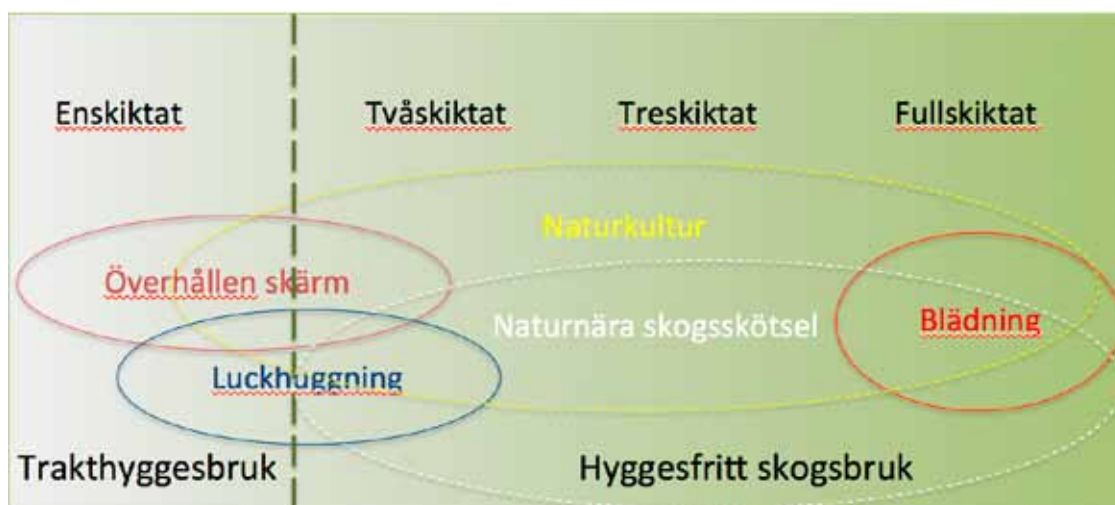 Enskiktat Tvåskiktat Treskiktat Fullskiktat
Naturkultur
Överhållen skärm
Naturnära skogsskötsel Blädning
Luckhuggning
Trakthyggesbruk Hyggesfritt skogsbruk